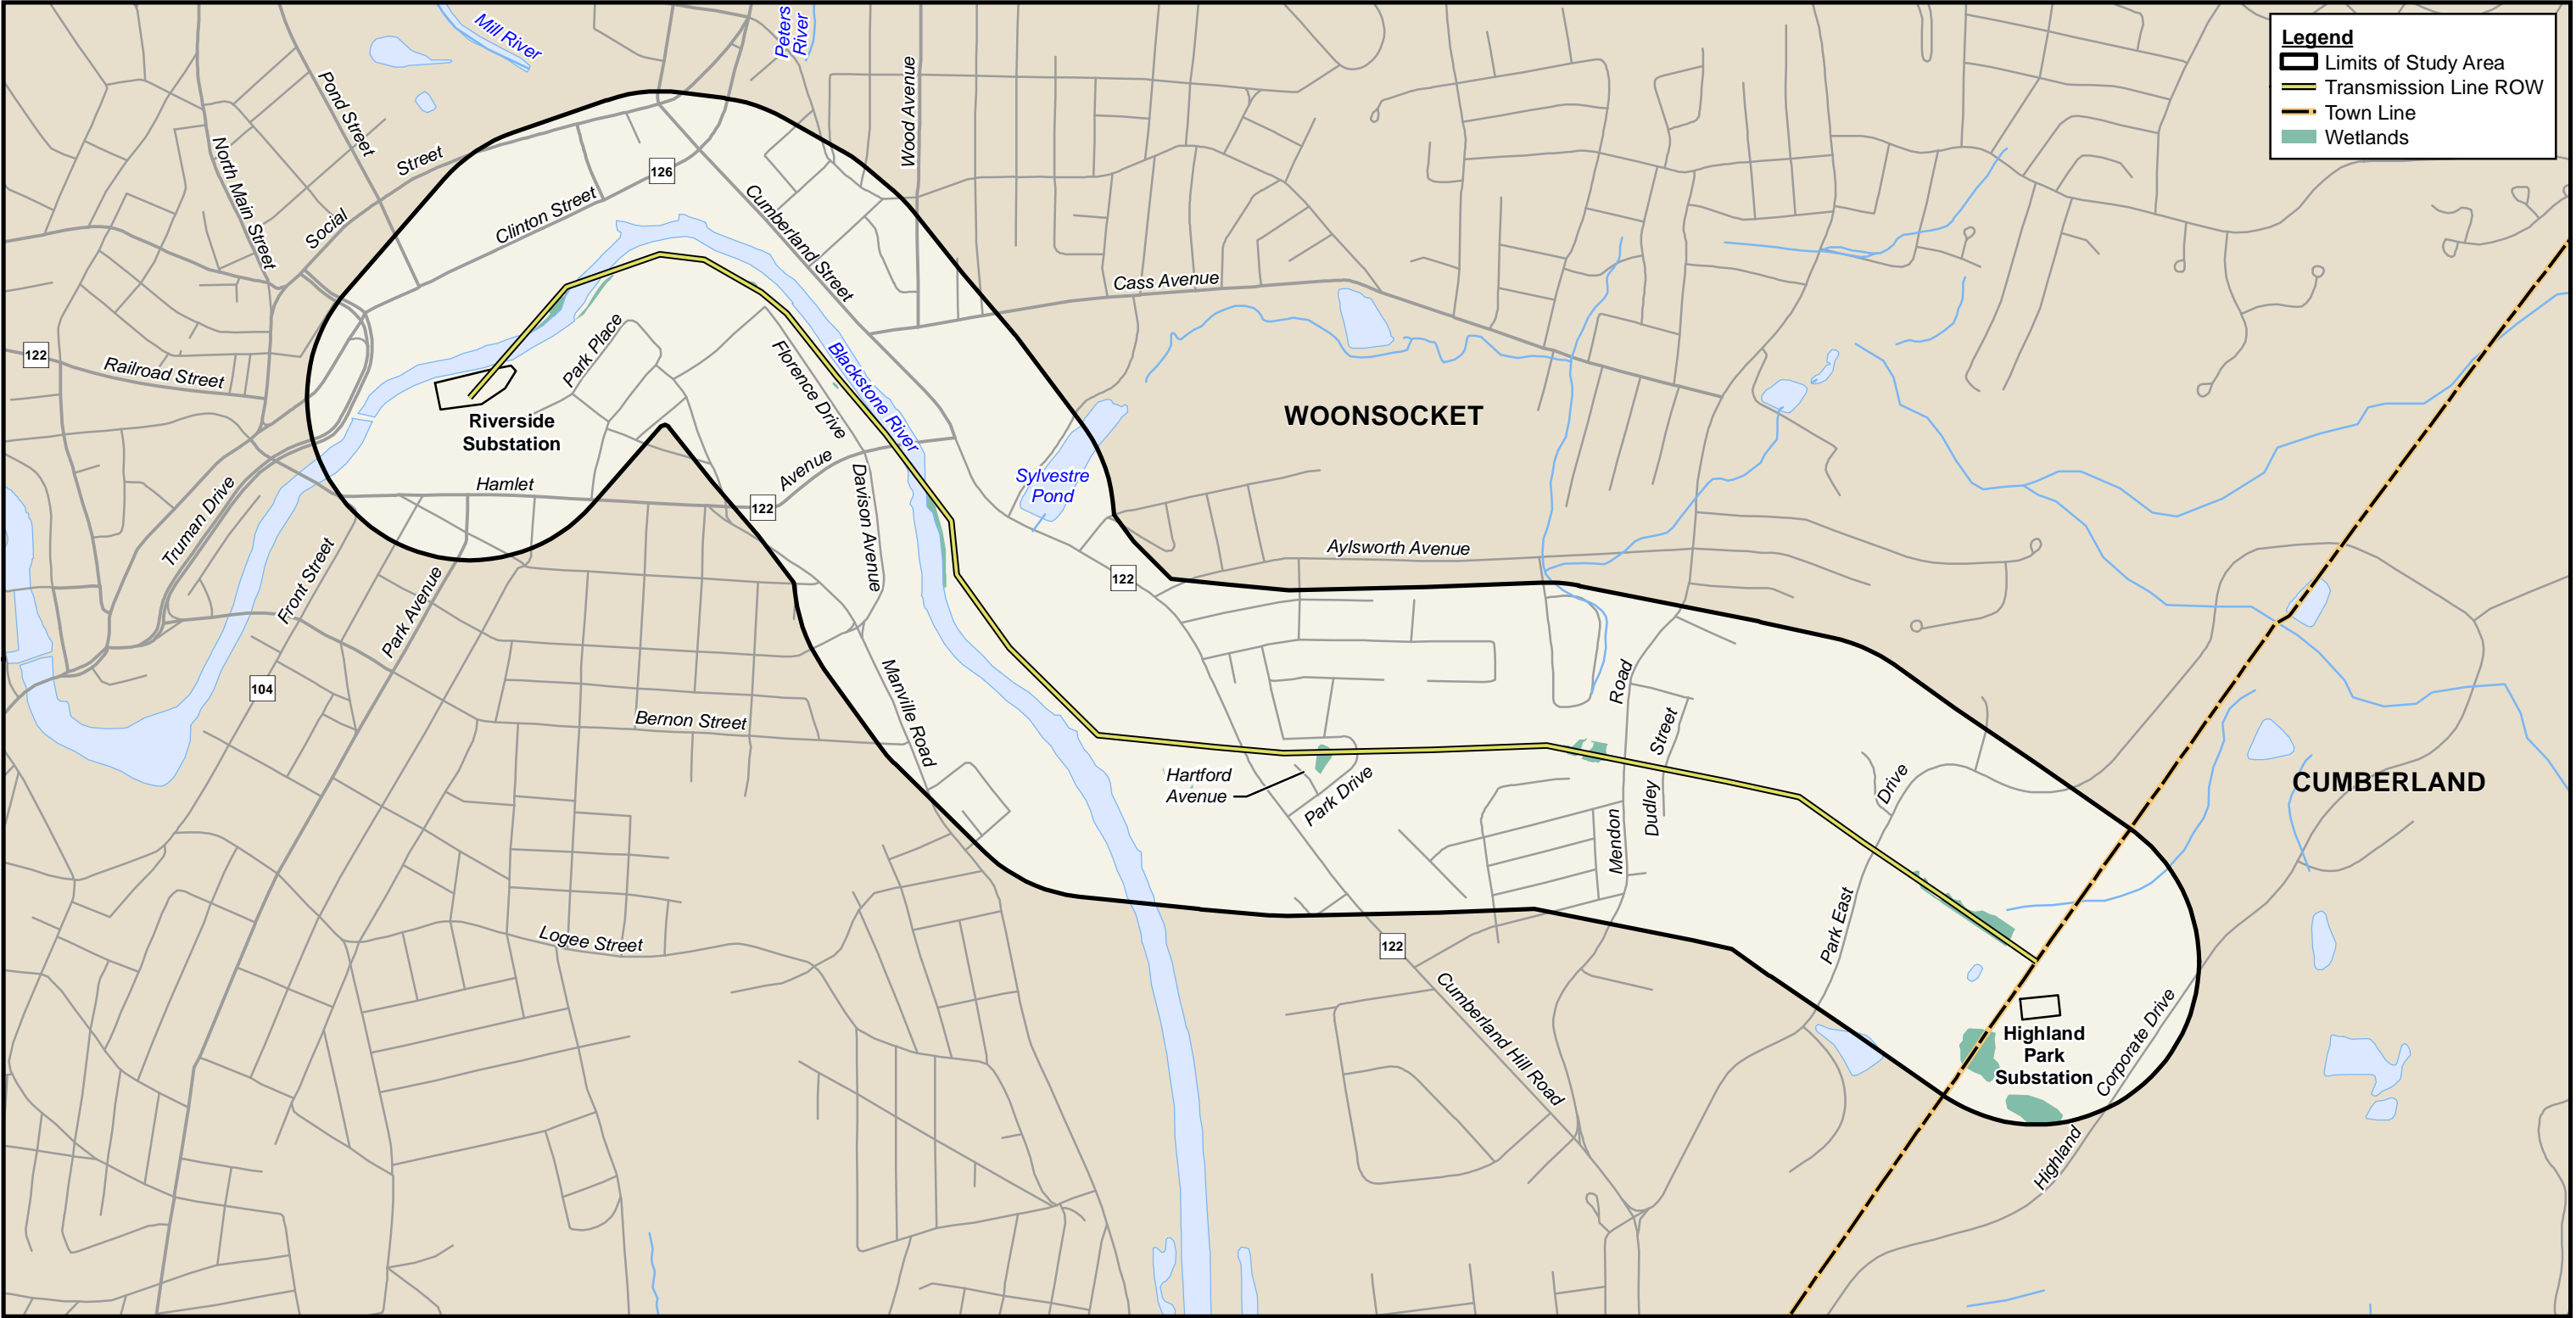 Mill River
Peters
River
Legend
Limits of Study Area
Transmission Line ROW
Town Line
Wetlands
Pond Street
Wood Avenue
North Main Street
Street
Social
126
Clinton Street
Cumberland Street
Cass Avenue
122
Railroad Street
Park Place
Florence Drive
Blackstone River
WOONSOCKET
Riverside
Substation
Hamlet
122
Avenue
Davison Avenue
Sylvestre
Pond
Truman Drive
Front Street
Park Avenue
122
Aylsworth Avenue
104
Bernon Street
Manville Road
Hartford
Avenue
Park Drive
Road
Street
Mendon
Dudley
Drive
Park East
CUMBERLAND
Logee Street
122
Cumberland Hill Road
Highland
Park
Substation
Corporate Drive
Highland